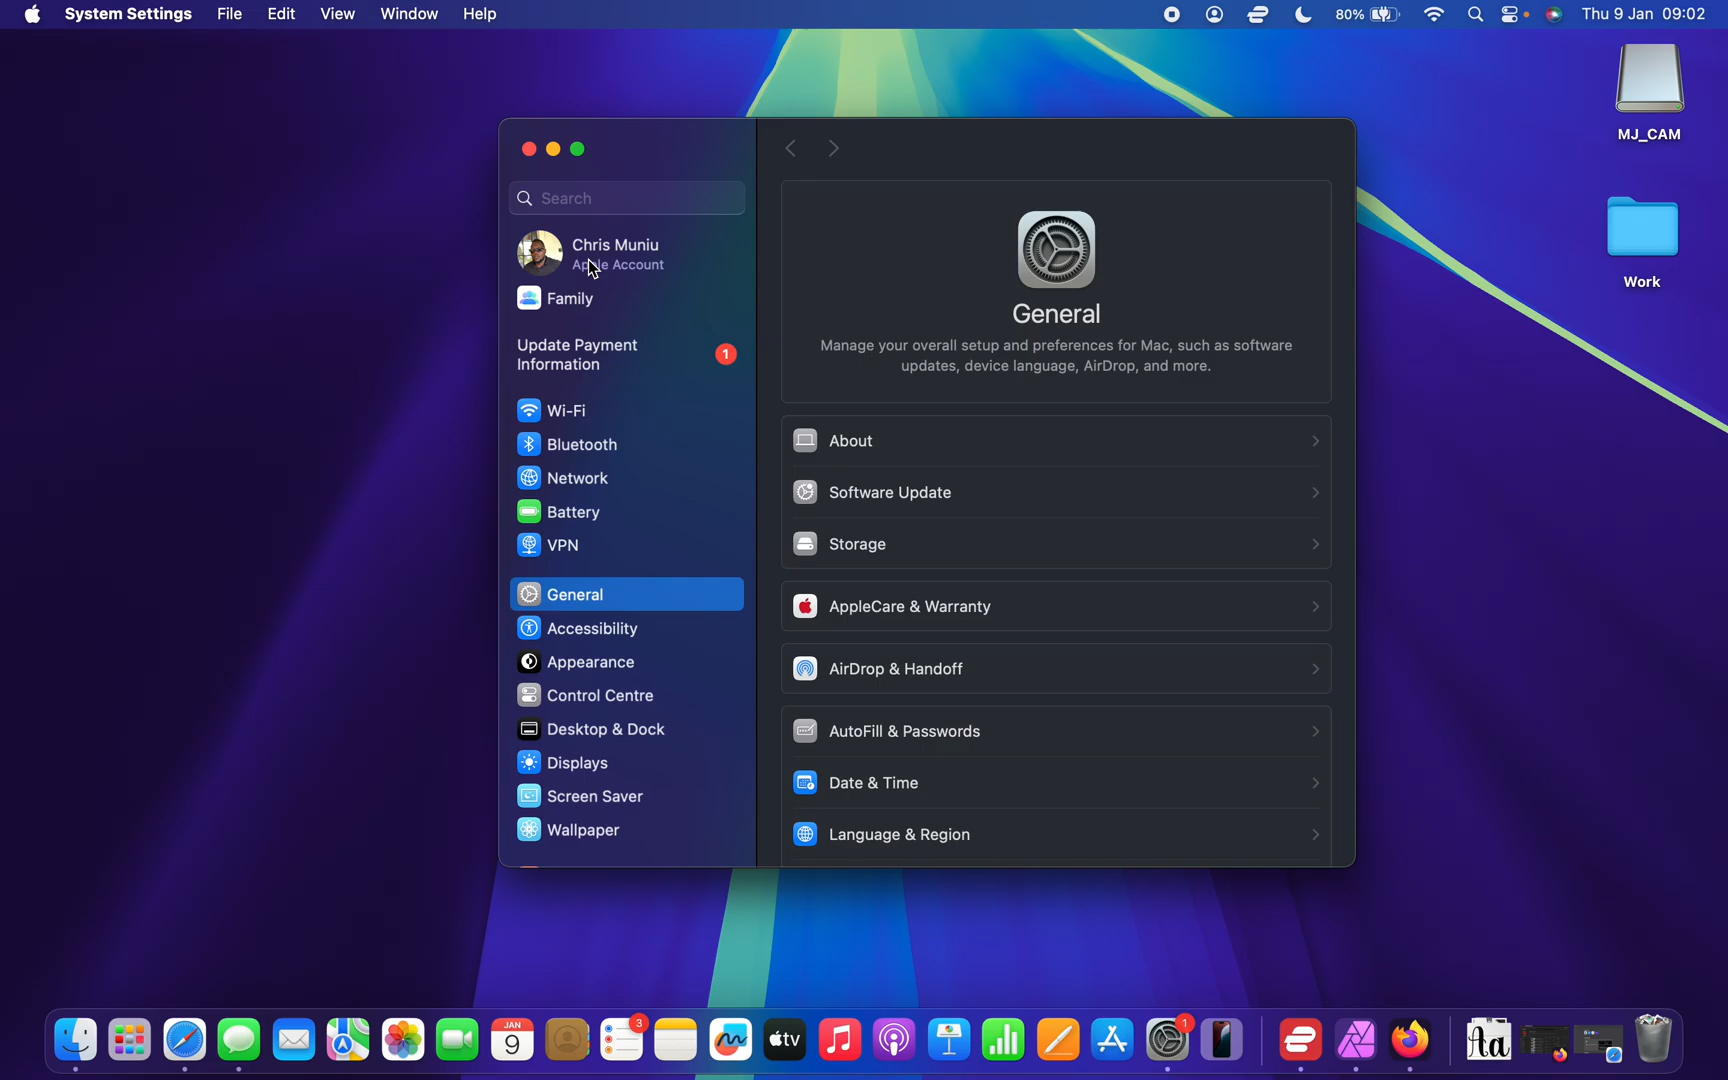 System Settings File Edit View Window Help 80% Thu 9 Jan 09:02
MJ_CAM
Work
Search
Chris Muniu
Apple Account
Family
Update Payment
Information
1
Wi-Fi
Bluetooth
Network
Battery
VPN
General
Accessibility
Appearance
Control Centre
Desktop & Dock
Displays
Screen Saver
Wallpaper
General
Manage your overall setup and preferences for Mac, such as software
updates, device language, AirDrop, and more.
About
Software Update
Storage
AppleCare & Warranty
AirDrop & Handoff
AutoFill & Passwords
Date & Time
Language & Region
JAN
9
3
tv
1
Aa